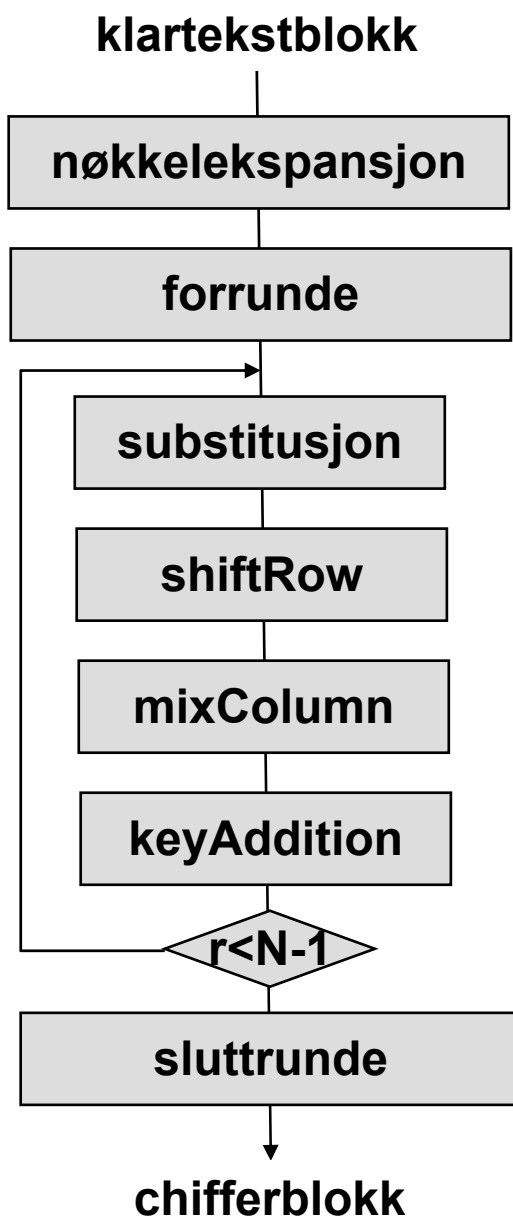 klartekstblokk
nøkkelekspansjon
forrunde
substitusjon
shiftRow
mixColumn
keyAddition
r<N-1
sluttrunde
chifferblokk